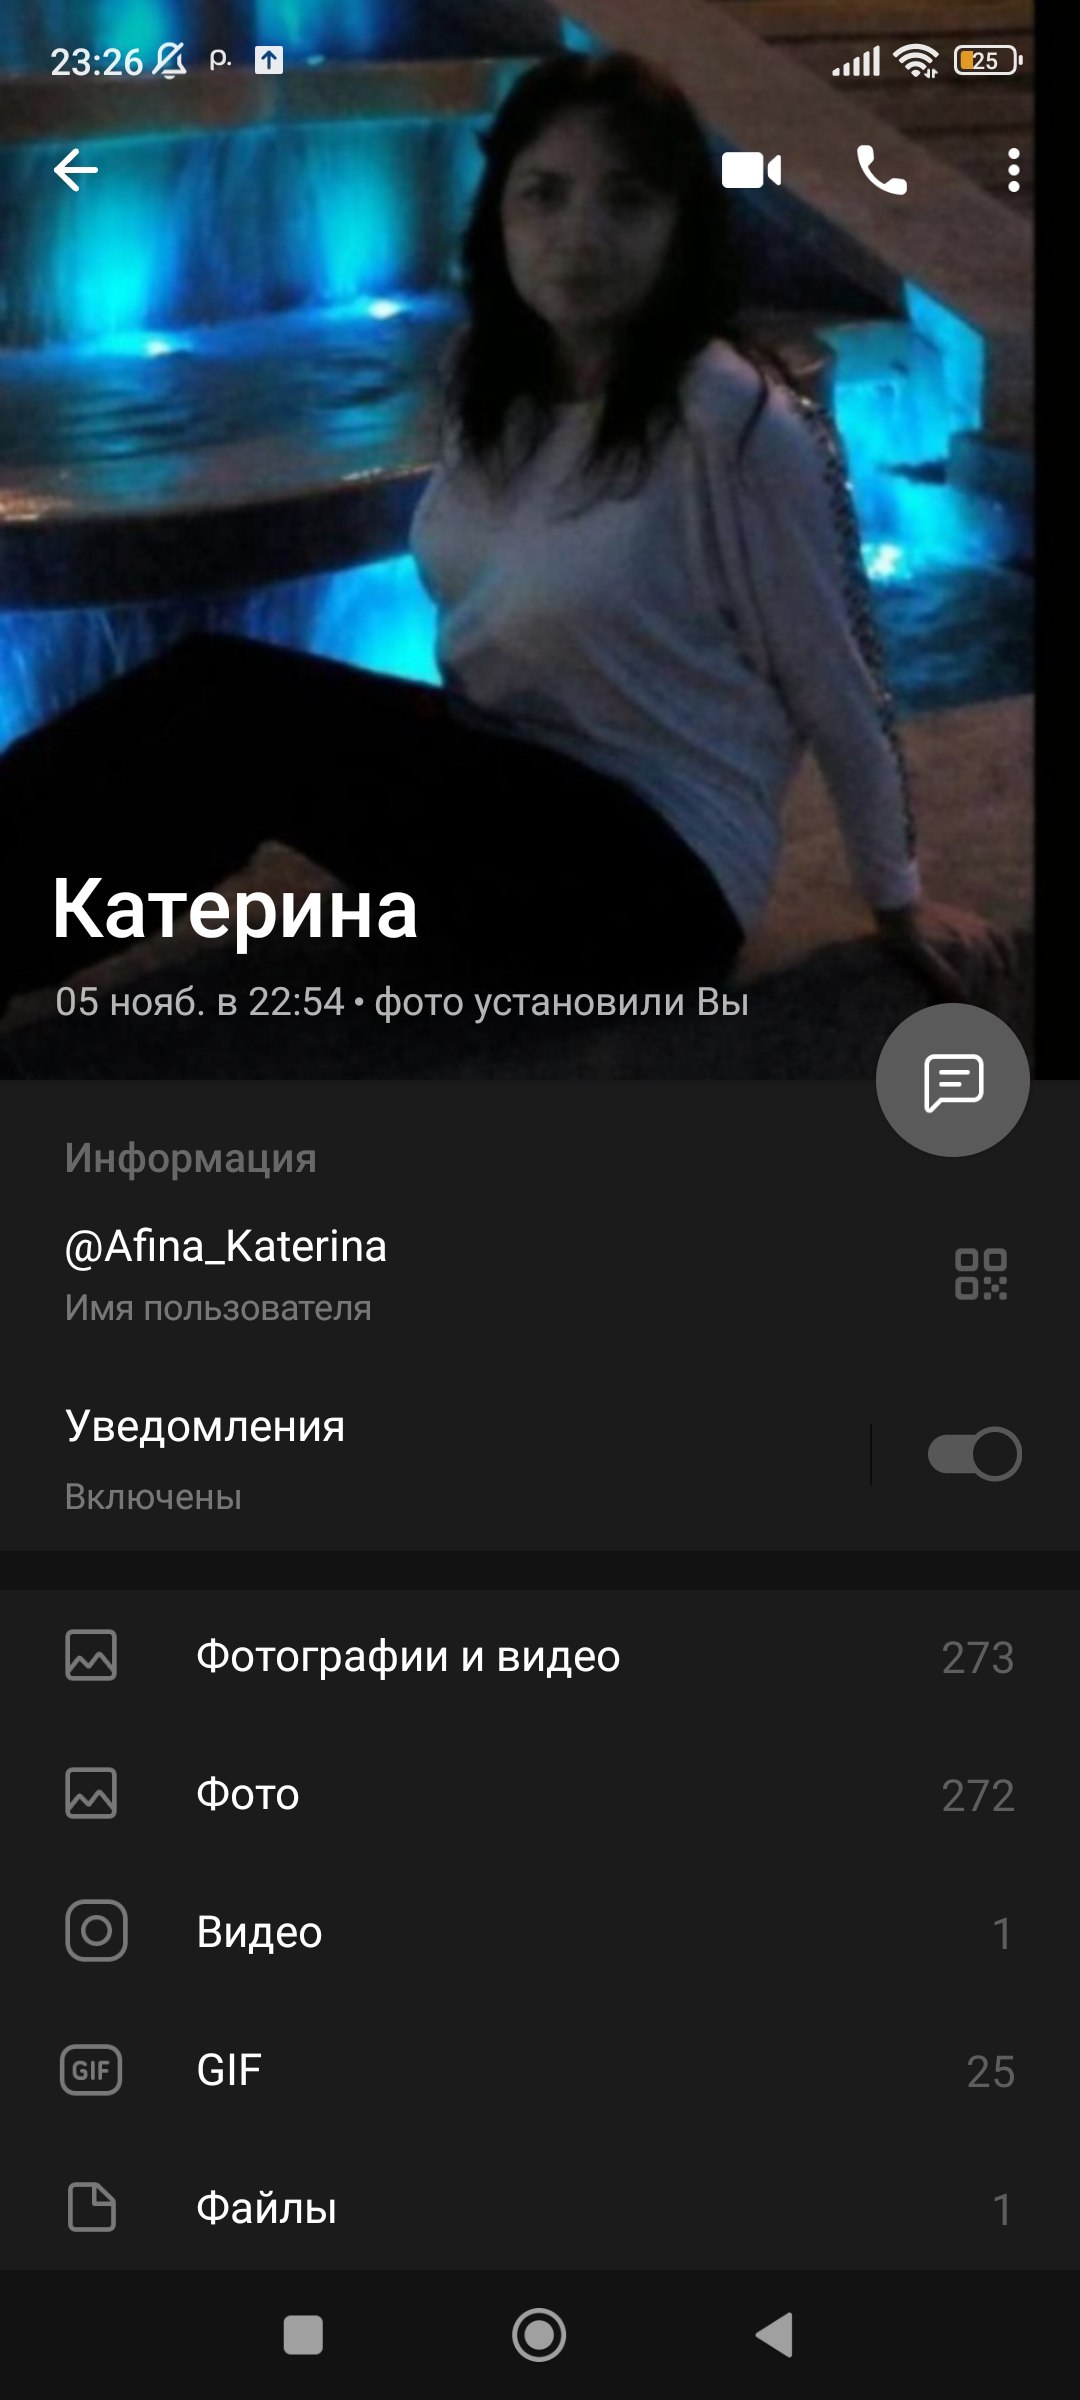 23:26 р. 25
Катерина
05 нояб. в 22:54 • фото установили Вы
Информация
@Afina_Katerina
Имя пользователя
Уведомления
Включены
Фотографии и видео 273
Фото 272
Видео 1
GIF GIF 25
Файлы 1